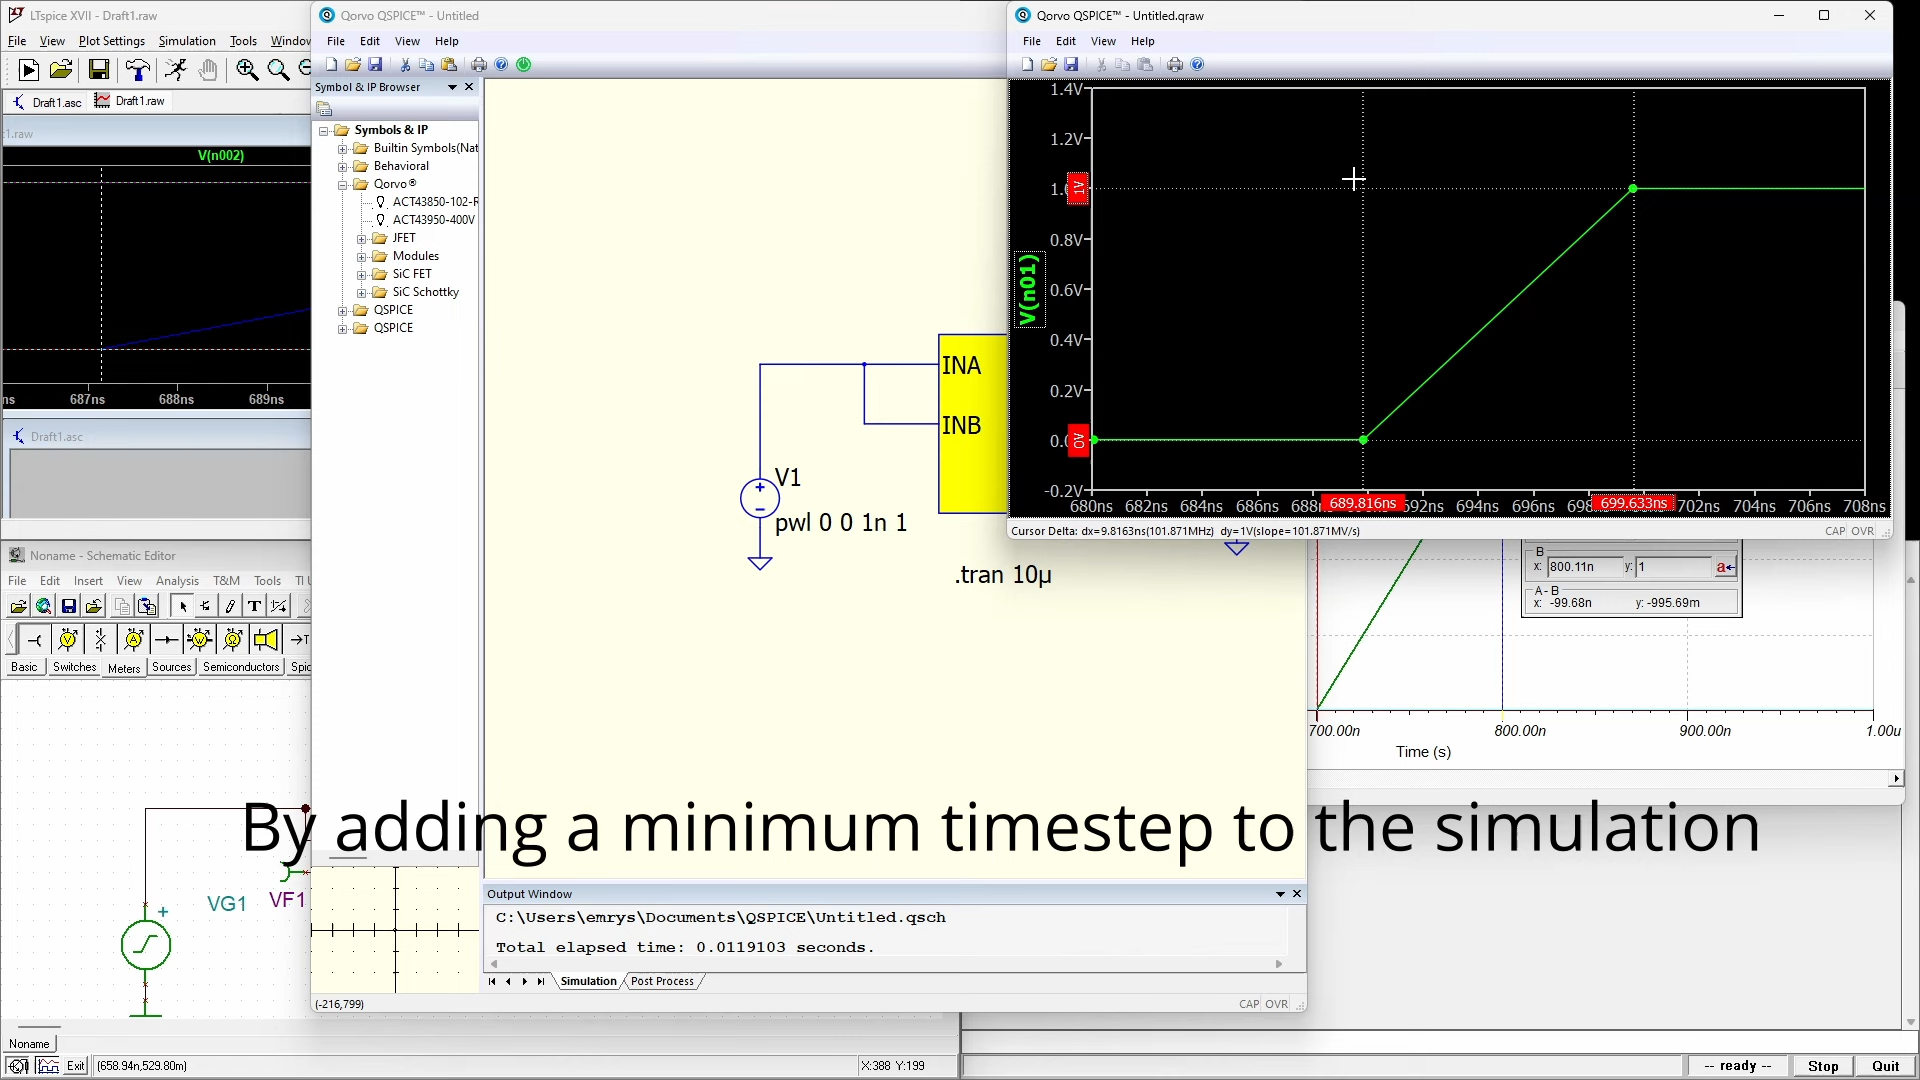 LTspice XVII - Draft1.raw
File View Plot Settings Simulation Tools
Draft1.asc Draft1.raw
V(n002)
687ns 688ns 689ns
Draft1.asc
Qorvo QSPICE™ - Untitled
File Edit View Help
Symbol & IP Browser
Symbols & IP
Behavioral
Qorvo®
ACT43950-400V
JFET
Modules
SiC FET
SiC Schottky
QSPICE
QSPICE
INA
INB
V1
pwl 0 0 1n 1
.tran 10µ
Output Window
C:\Users\emrys\Documents\QSPICE\Untitled.qsch
Total elapsed time: 0.0119103 seconds.
Simulation Post Process
(-216,799)
CAP OVR
Qorvo QSPICE™ - Untitled.qraw
File Edit View Help
V(n01)
1.4V
1.2V
1V
0.8V
0.6V
0.4V
0.2V
0V
-0.2V
680ns 682ns 684ns 686ns 689.816ns 694ns 696ns 699.633ns 702ns 704ns 706ns 708ns
Cursor Delta: dx=9.8163ns(101.871MHz) dy=1V(slope=101.871MV/s)
CAP OVR
B
x: 800.11n y: 1
A - B
x: -99.68n y: -995.69m
700.00n 800.00n 900.00n 1.00u
Time (s)
Noname - Schematic Editor
File Edit Insert View Analysis T&M Tools
Basic Switches Meters Sources Semiconductors
By adding a minimum timestep to the simulation
VG1 VF1
Noname
Exit (658.94n,529.80m) X:388 Y:199
-- ready -- Stop Quit